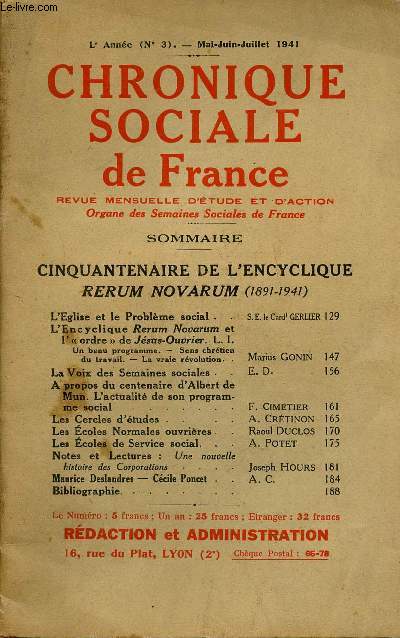 Le-livre.com
Lᵉ Année (N° 3). — Mai-Juin-Juillet 1941
CHRONIQUE
SOCIALE
de France
REVUE MENSUELLE D'ÉTUDE ET D'ACTION
Organe des Semaines Sociales de France
SOMMAIRE
CINQUANTENAIRE DE L'ENCYCLIQUE
RERUM NOVARUM (1891-1941)
L'Eglise et le Problème social . . S. E. le Card¹ GERLIER 129
L'Encyclique Rerum Novarum et
l'« ordre » de Jésus-Ouvrier. L. I.
Un beau programme. — Sens chrétien
du travail. — La vraie révolution. . Marius GONIN 147
La Voix des Semaines sociales . . E. D. 156
A propos du centenaire d'Albert de
Mun. L'actualité de son program-
me social . . . . . F. CIMETIER 161
Les Cercles d'études . . . . A. CRÉTINON 165
Les Écoles Normales ouvrières . . Raoul DUCLOS 170
Les Écoles de Service social. . . A. POTET 175
Notes et Lectures : Une nouvelle
histoire des Corporations . . . . Joseph HOURS 181
Maurice Deslandres — Cécile Poncet . . A. C. 184
Bibliographie. . . . . . . 188
Le Numéro : 5 francs ; Un an : 25 francs ; Etranger : 32 francs
RÉDACTION et ADMINISTRATION
16, rue du Plat, LYON (2ᵉ) Chèque Postal : 65-78